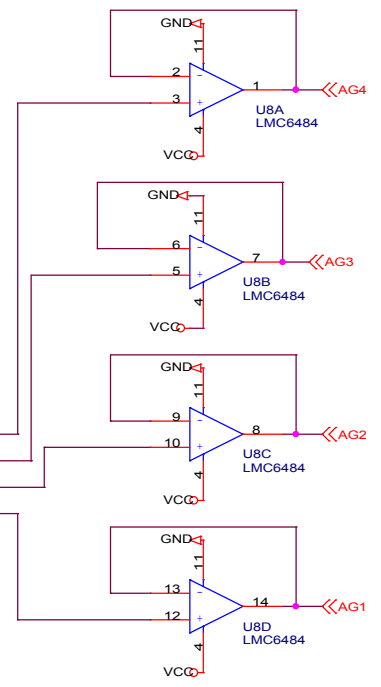 GND
11
2
1
AG4
3
U8A
LMC6484
4
VCC
GND
11
6
7
AG3
5
U8B
LMC6484
4
VCC
GND
11
9
8
AG2
10
U8C
LMC6484
4
VCC
GND
11
13
14
AG1
12
U8D
LMC6484
4
VCC